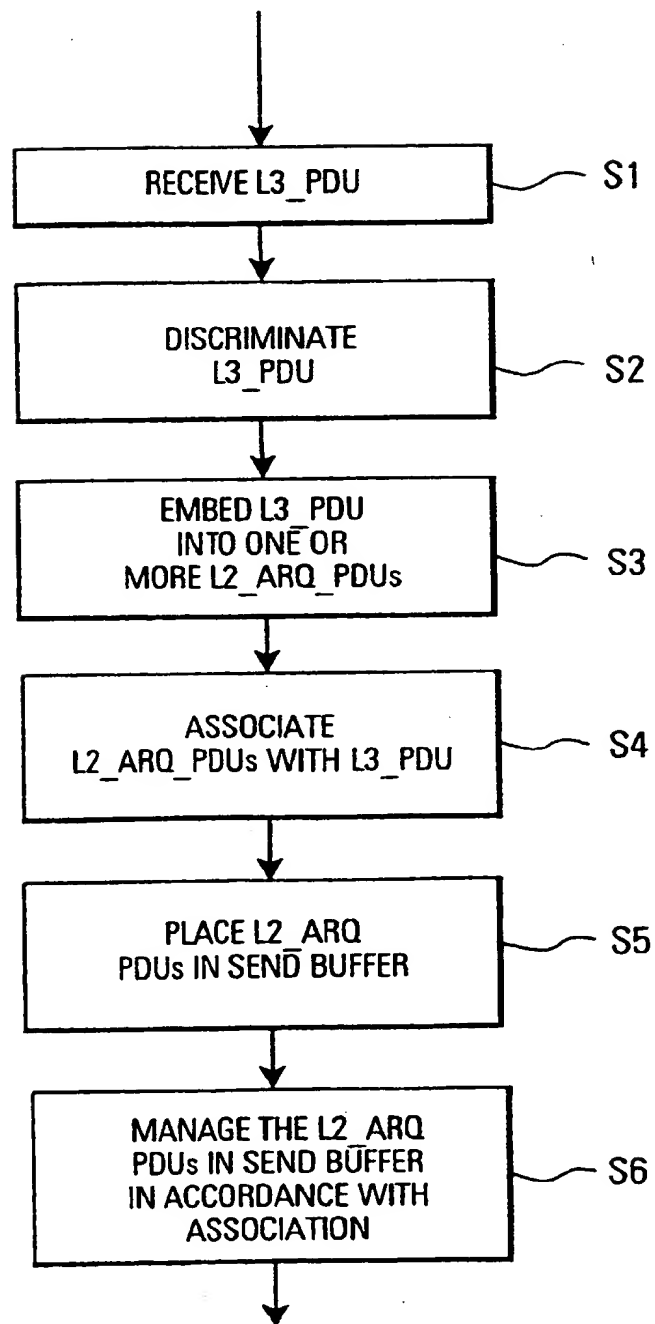 RECEIVE L3_PDU
S1
DISCRIMINATE
L3_PDU
S2
EMBED L3_PDU
INTO ONE OR
MORE L2_ARQ_PDUs
S3
ASSOCIATE
L2_ARQ_PDUs WITH L3_PDU
S4
PLACE L2_ARQ
PDUs IN SEND BUFFER
S5
MANAGE THE L2_ARQ
PDUs IN SEND BUFFER
IN ACCORDANCE WITH
ASSOCIATION
S6